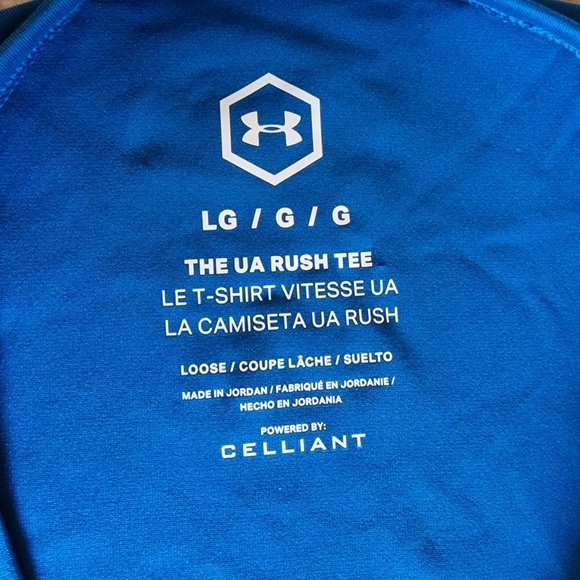 LG / G / G
THE UA RUSH TEE
LE T-SHIRT VITESSE UA
LA CAMISETA UA RUSH
LOOSE / COUPE LÂCHE / SUELTO
MADE IN JORDAN / FABRIQUÉ EN JORDANIE /
HECHO EN JORDANIA
POWERED BY:
CELLIANT